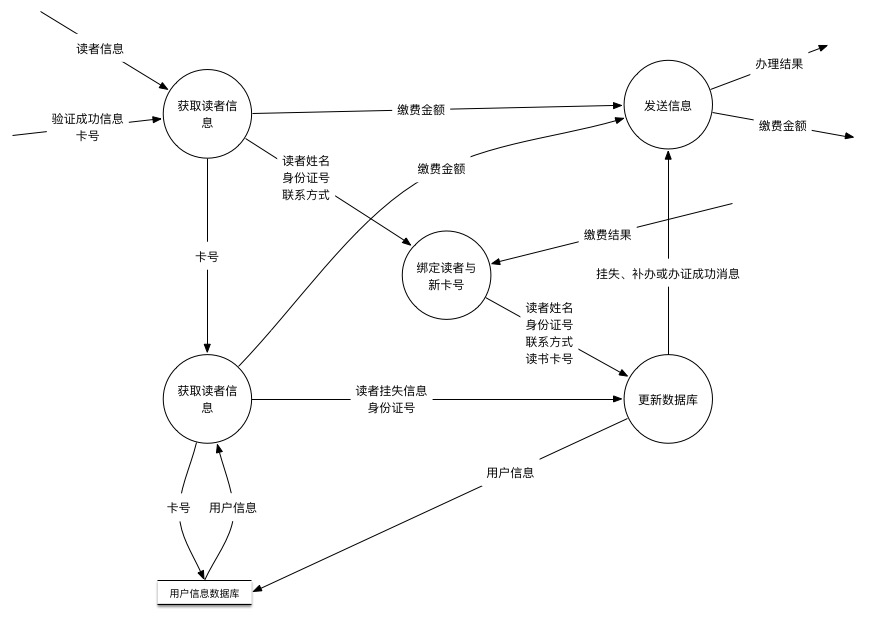 读者信息
办理结果
获取读者信
息
发送信息
缴费金额
验证成功信息
卡号
缴费金额
读者姓名
身份证号
联系方式
缴费金额
卡号
缴费结果
绑定读者与
新卡号
挂失、补办或办证成功消息
读者姓名
身份证号
联系方式
读书卡号
获取读者信
息
读者挂失信息
身份证号
更新数据库
用户信息
卡号
用户信息
用户信息数据库